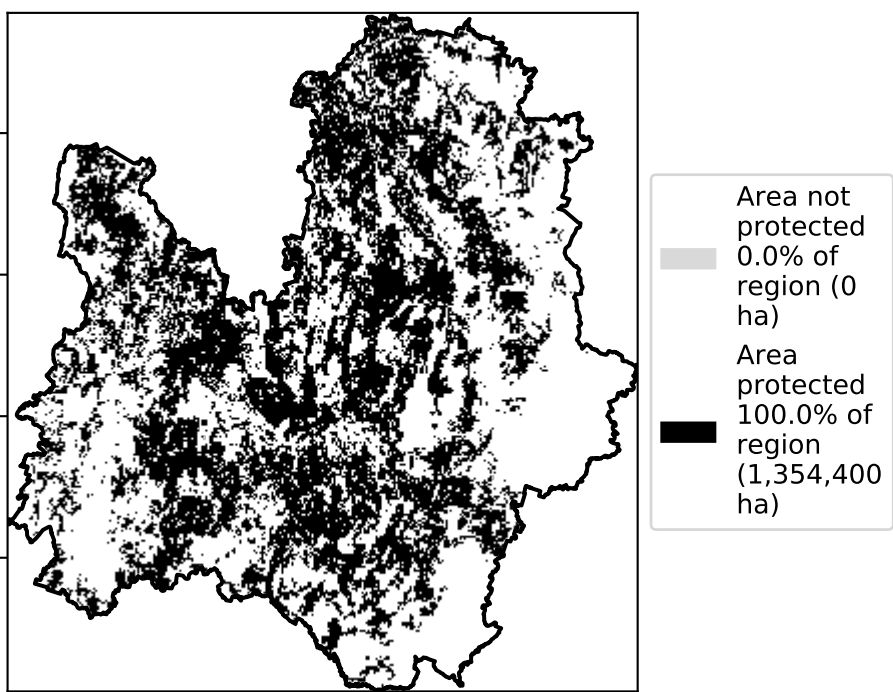 Area not
protected
0.0% of
region (0
ha)
Area
protected
100.0% of
region
(1,354,400
ha)